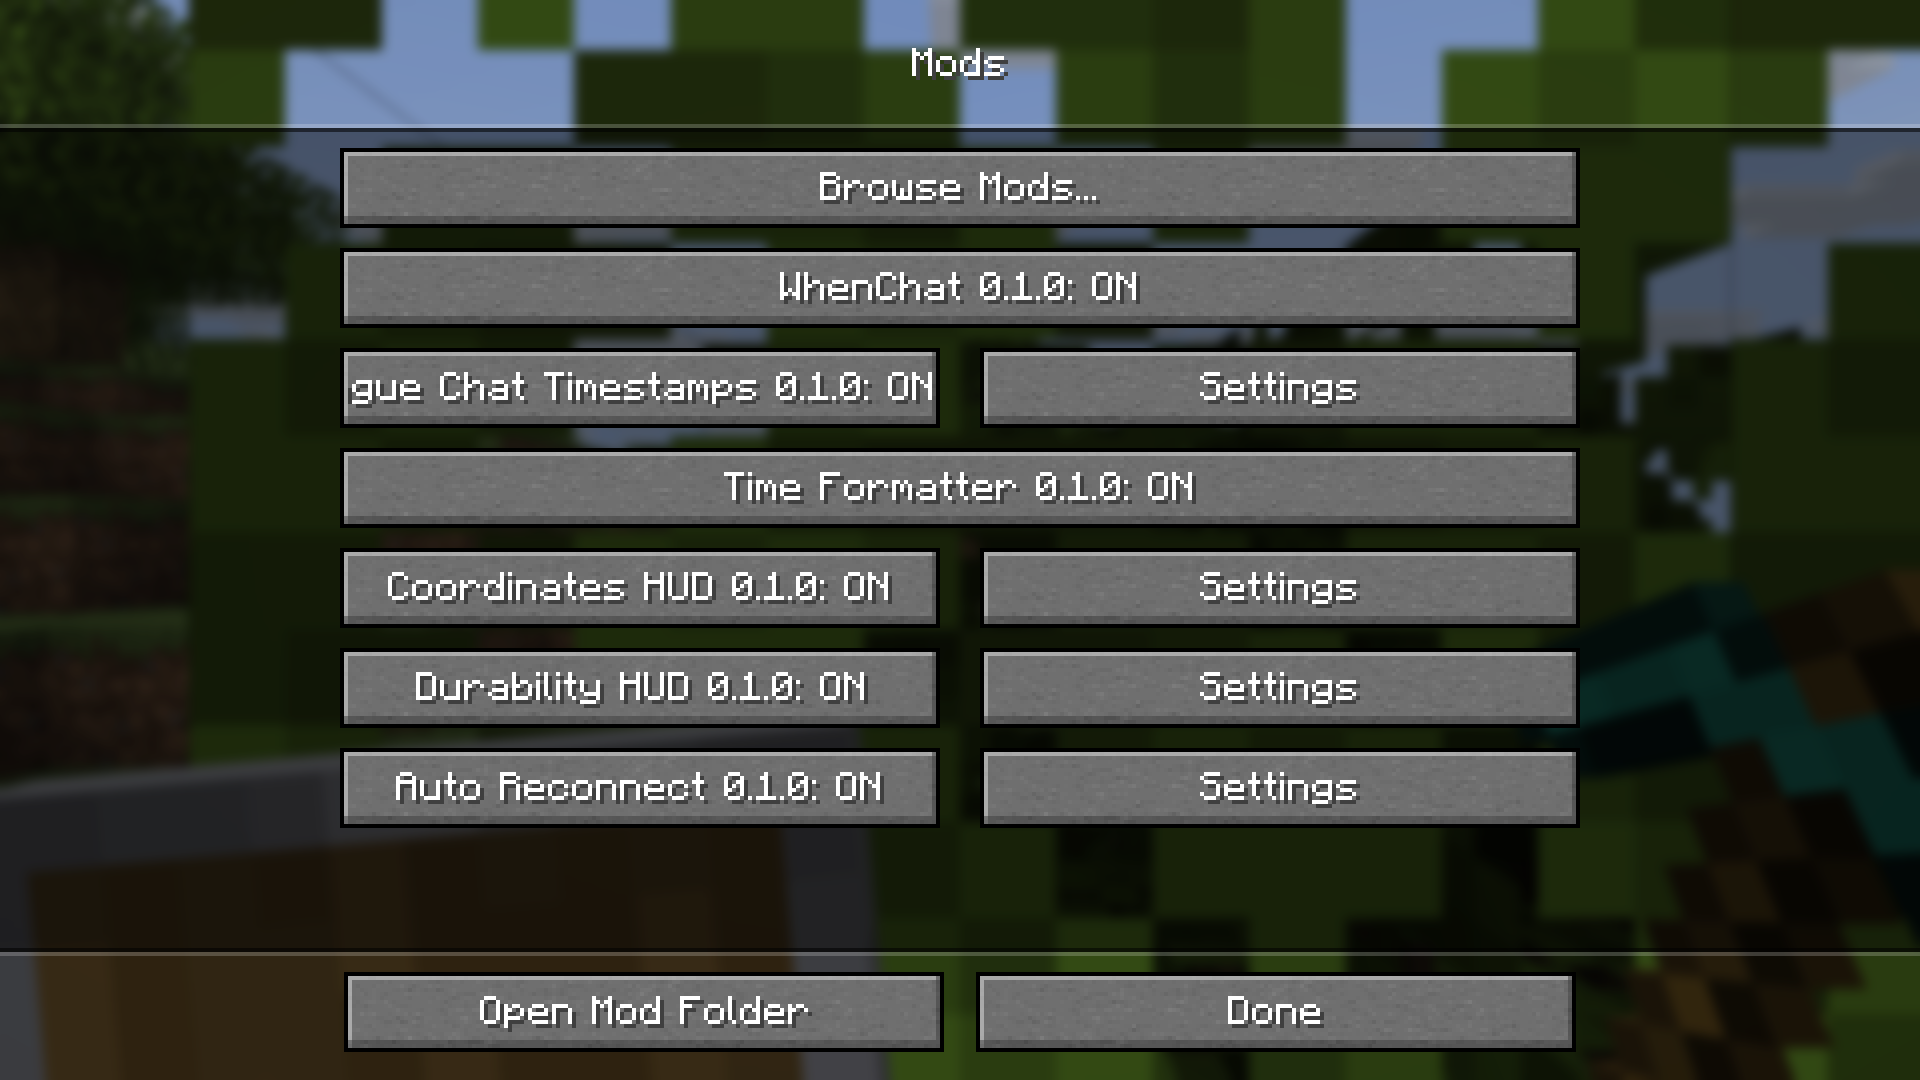 Mods
Browse Mods...
WhenChat 0.1.0: ON
gue Chat Timestamps 0.1.0: ON
Settings
Time Formatter 0.1.0: ON
Coordinates HUD 0.1.0: ON
Settings
Durability HUD 0.1.0: ON
Settings
Auto Reconnect 0.1.0: ON
Settings
Open Mod Folder
Done